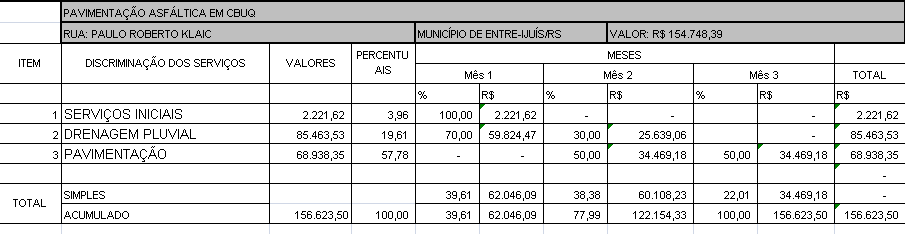 PAVIMENTAÇÃO ASFÁLTICA EM CBUQ
RUA: PAULO ROBERTO KLAIC MUNICÍPIO DE ENTRE-IJUÍS/RS VALOR: R$ 154.748,39
ITEM DISCRIMINAÇÃO DOS SERVIÇOS VALORES PERCENTU
AIS MESES
Mês 1 Mês 2 Mês 3 TOTAL
% R$ % R$ % R$ R$
1 SERVIÇOS INICIAIS 2.221,62 3,96 100,00 2.221,62 - - - 2.221,62
2 DRENAGEM PLUVIAL 85.463,53 19,61 70,00 59.824,47 30,00 25.639,06 - 85.463,53
3 PAVIMENTAÇÃO 68.938,35 57,78 - - 50,00 34.469,18 50,00 34.469,18 68.938,35
-
TOTAL SIMPLES 39,61 62.046,09 38,38 60.108,23 22,01 34.469,18 -
ACUMULADO 156.623,50 100,00 39,61 62.046,09 77,99 122.154,33 100,00 156.623,50 156.623,50